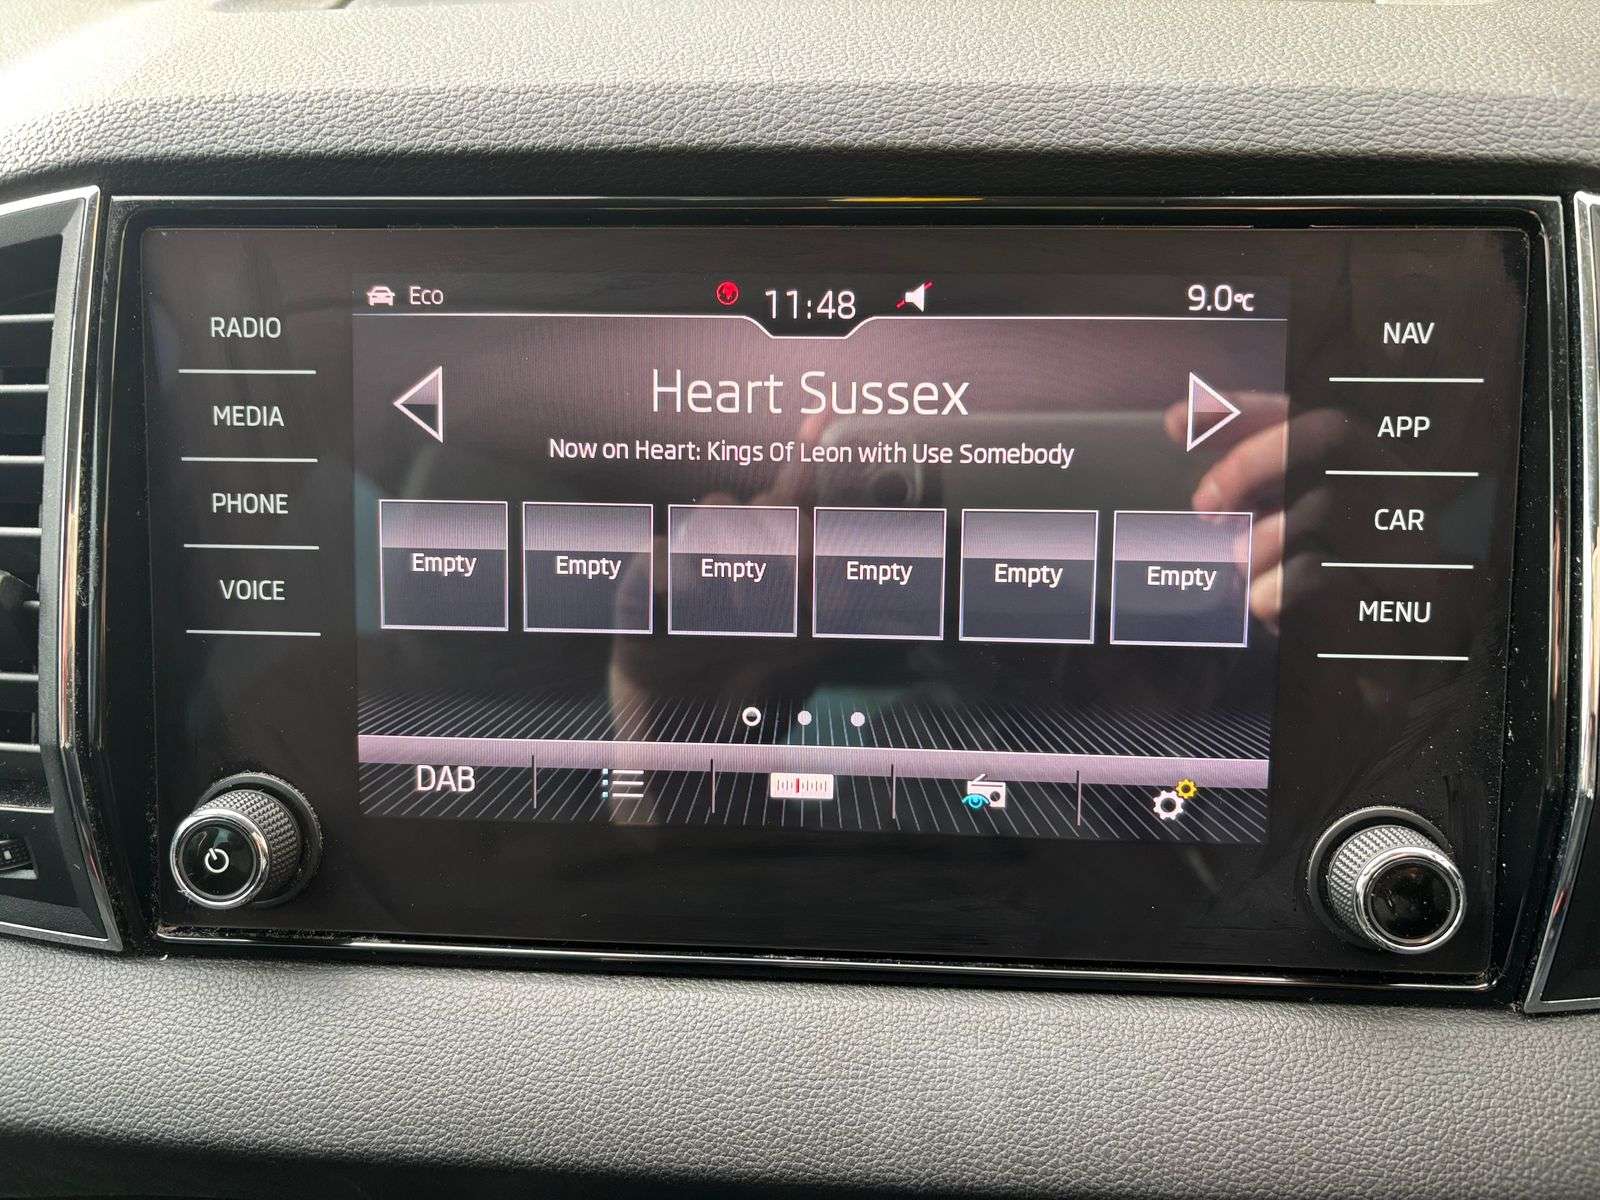 Eco
11:48
9.0°C
RADIO
MEDIA
PHONE
VOICE
Heart Sussex
Now on Heart: Kings Of Leon with Use Somebody
Empty Empty Empty Empty Empty Empty
DAB
NAV
APP
CAR
MENU